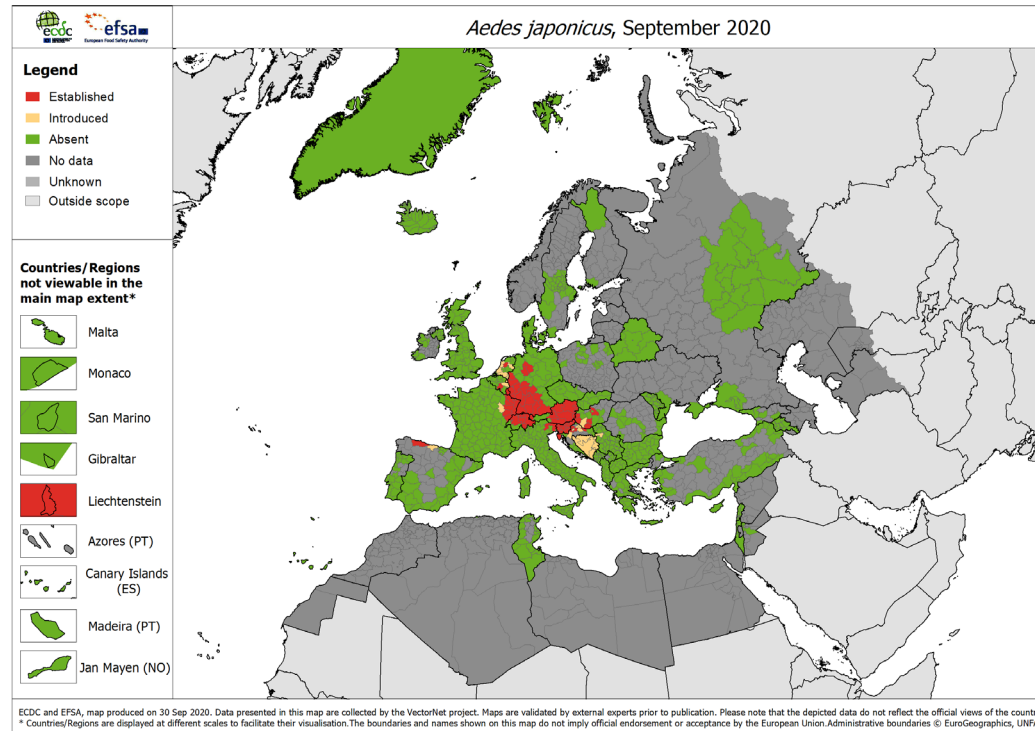 ecdc
efsa
European Food Safety Authority
Aedes japonicus, September 2020
Legend
Established
Introduced
Absent
No data
Unknown
Outside scope
Countries/Regions
not viewable in the
main map extent*
Malta
Monaco
San Marino
Gibraltar
Liechtenstein
Azores (PT)
Canary Islands
(ES)
Madeira (PT)
Jan Mayen (NO)
ECDC and EFSA, map produced on 30 Sep 2020. Data presented in this map are collected by the VectorNet project. Maps are validated by external experts prior to publication. Please note that the depicted data do not reflect the official views of the countr
* Countries/Regions are displayed at different scales to facilitate their visualisation.The boundaries and names shown on this map do not imply official endorsement or acceptance by the European Union.Administrative boundaries © EuroGeographics, UNFA